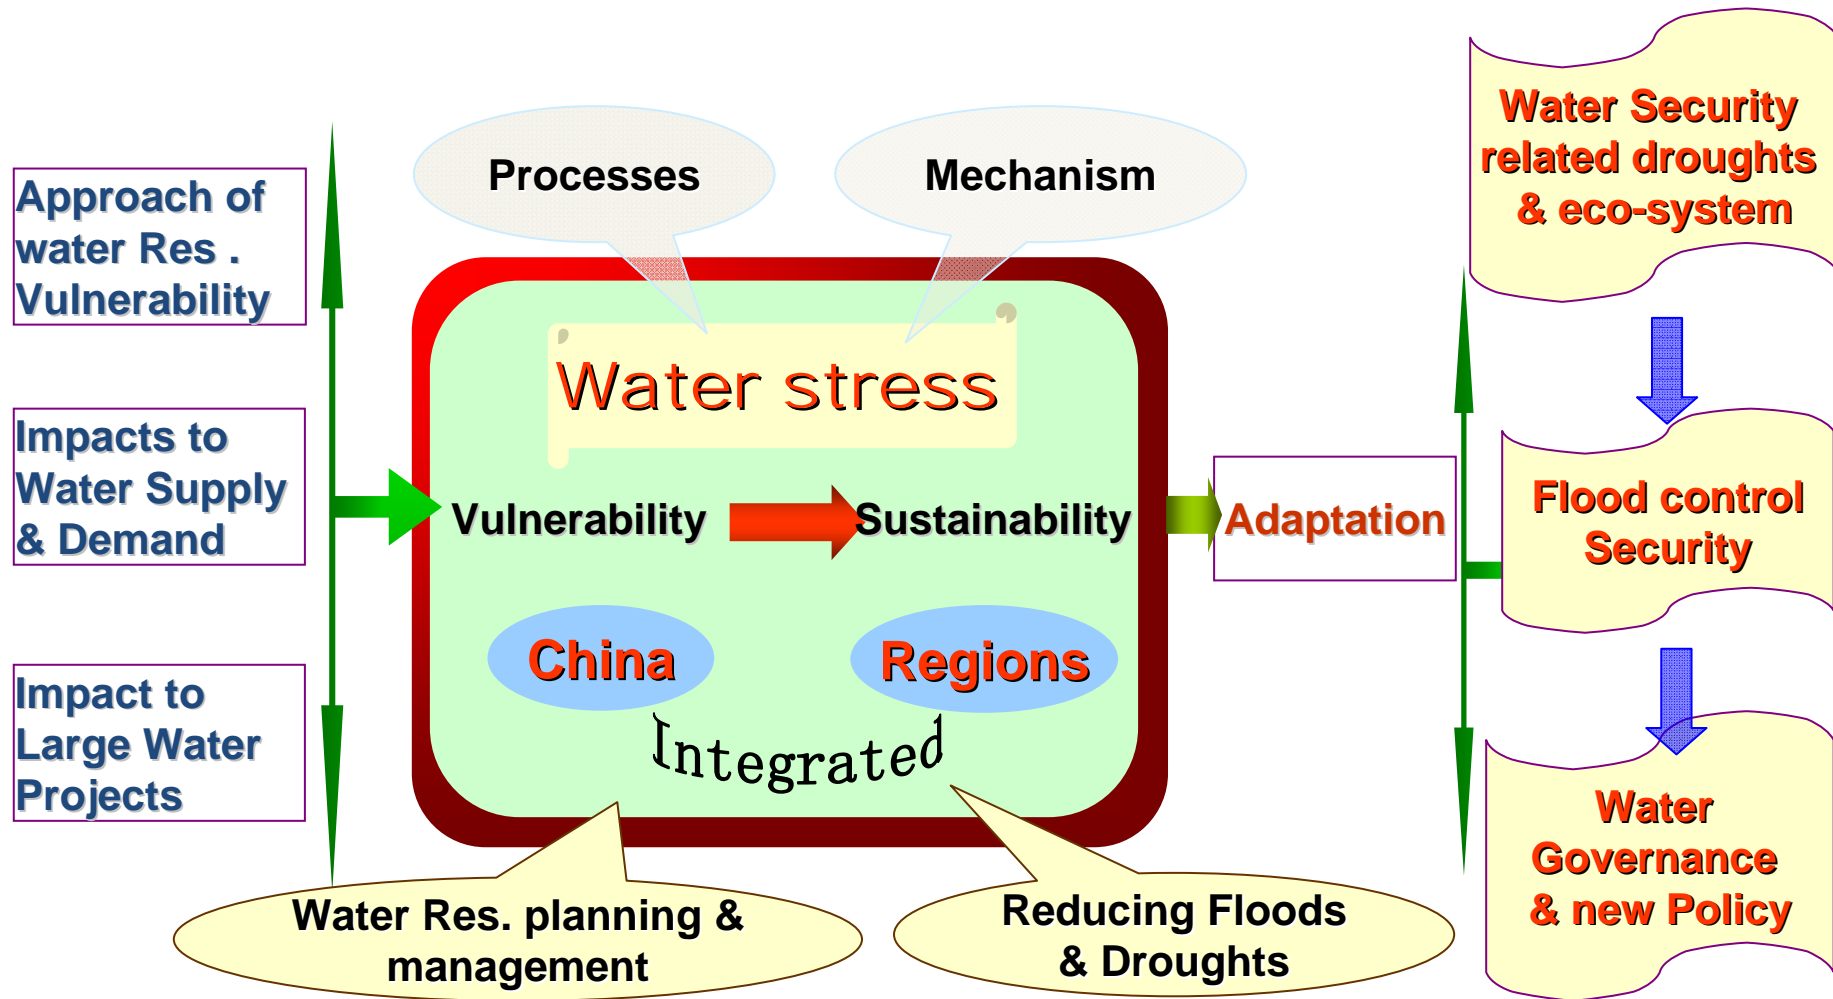 Approach of
water Res .
Vulnerability
Impacts to
Water Supply
& Demand
Impact to
Large Water
Projects
Processes
Mechanism
Water stress
Vulnerability
Sustainability
China
Regions
Integrated
Water Res. planning &
management
Reducing Floods
& Droughts
Adaptation
Water Security
related droughts
& eco-system
Flood control
Security
Water
Governance
& new Policy